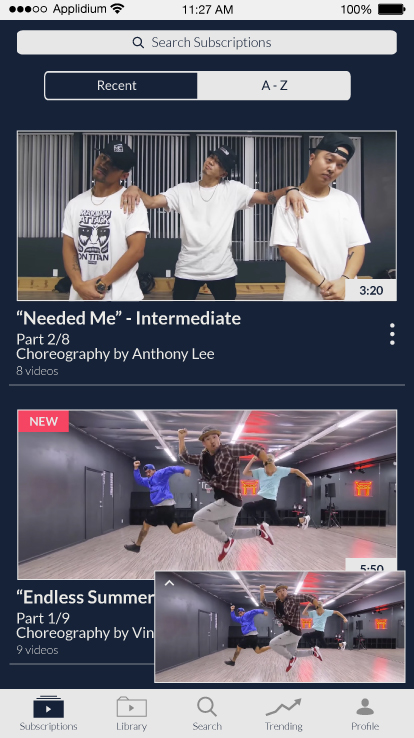 Applidium 11:27 AM 100%
Search Subscriptions
Recent A - Z
ATTACK
ON TITAN
3:20
“Needed Me” - Intermediate
Part 2/8
Choreography by Anthony Lee
8 videos
NEW
5:50
“Endless Summer
Part 1/9
Choreography by Vin
9 videos
Subscriptions Library Search Trending Profile